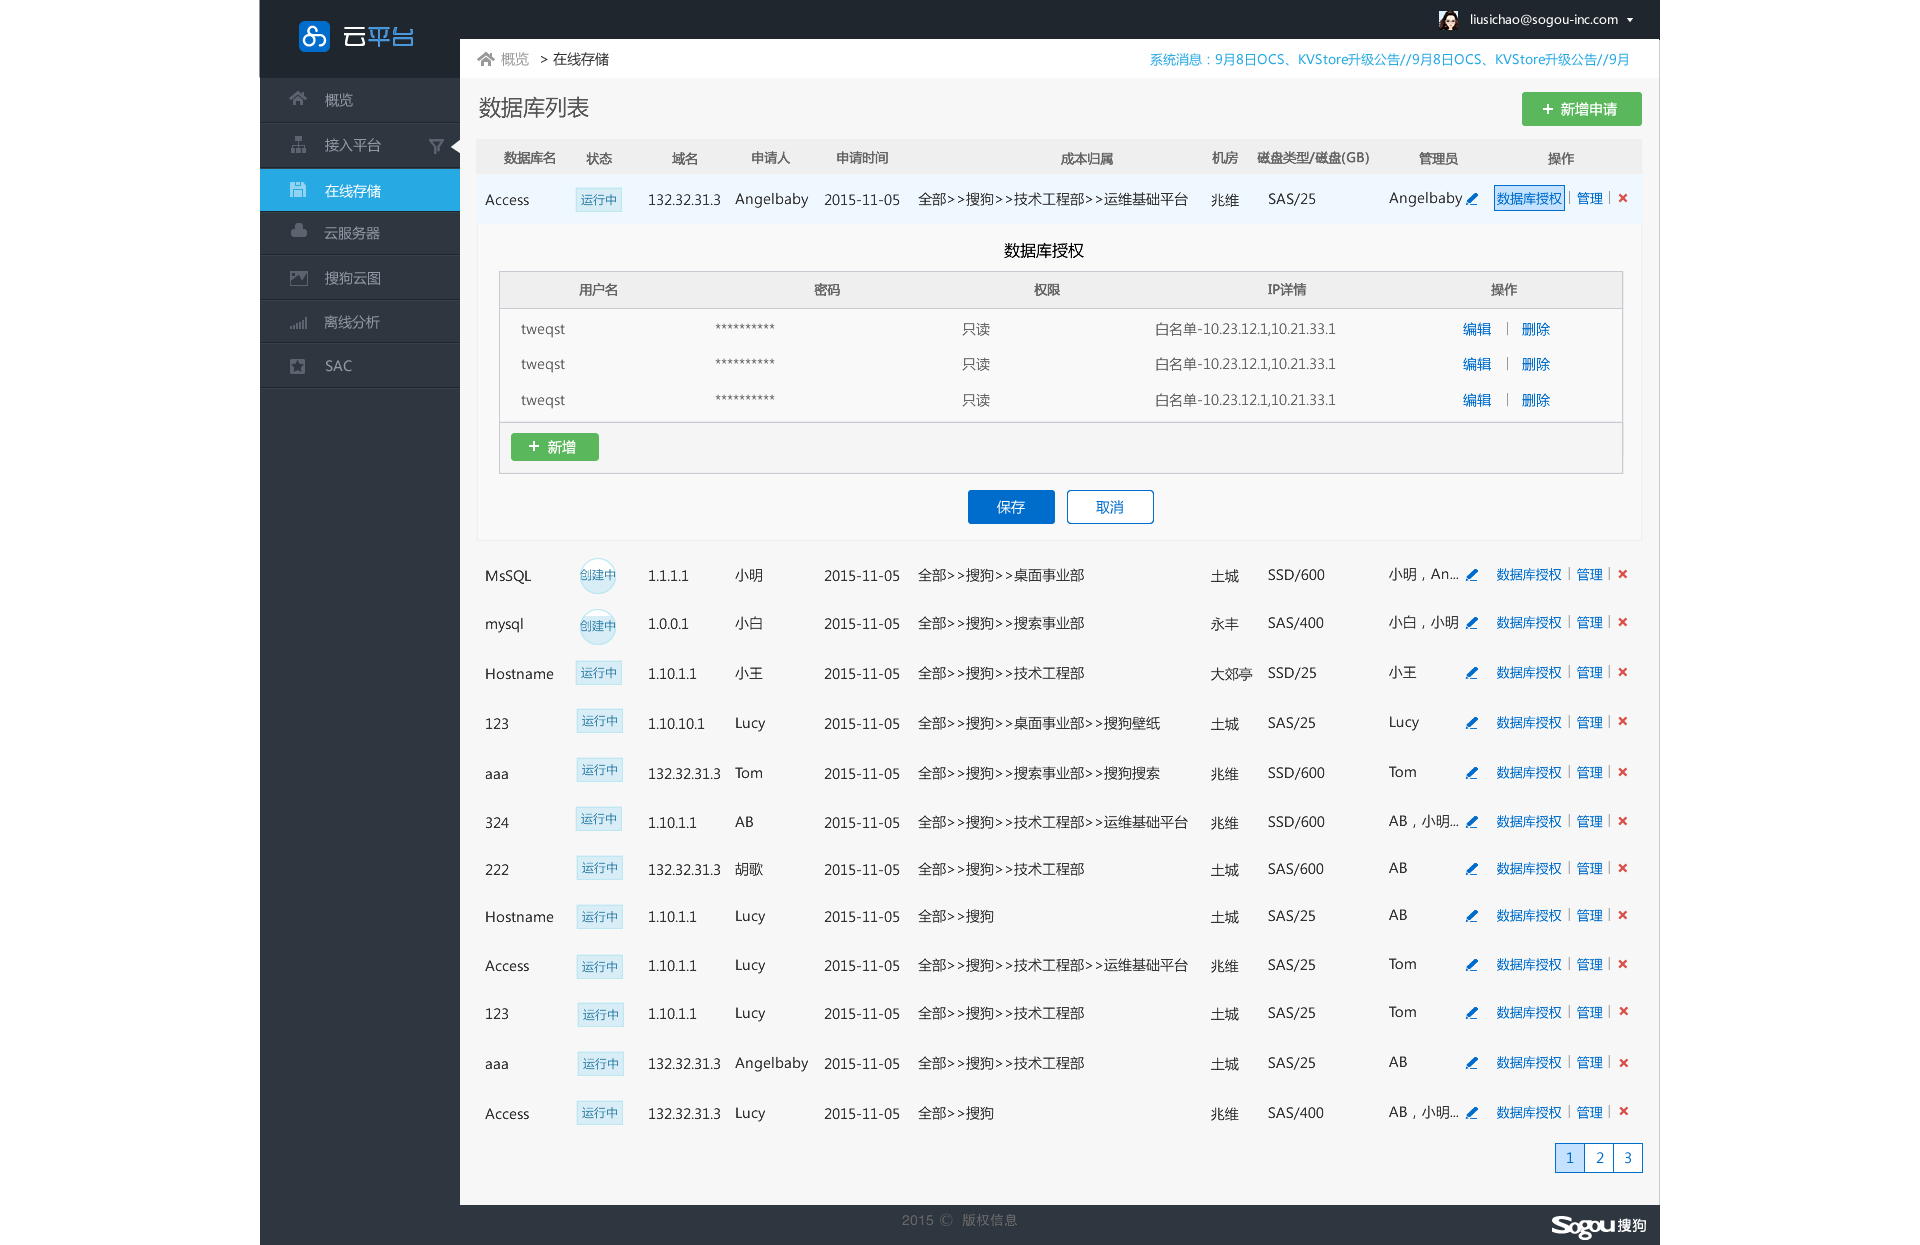 云平台
liusichao@sogou-inc.com
概览 > 在线存储
系统消息：9月8日OCS、KVStore升级公告//9月8日OCS、KVStore升级公告//9月
概览
接入平台
在线存储
云服务器
搜狗云图
离线分析
SAC
数据库列表
+ 新增申请
数据库名 状态 域名 申请人 申请时间 成本归属 机房 磁盘类型/磁盘(GB) 管理员 操作
Access 运行中 132.32.31.3 Angelbaby 2015-11-05 全部>>搜狗>>技术工程部>>运维基础平台 兆维 SAS/25 Angelbaby 数据库授权 | 管理 | ×
数据库授权
用户名 密码 权限 IP详情 操作
tweqst ********** 只读 白名单-10.23.12.1,10.21.33.1 编辑 | 删除
tweqst ********** 只读 白名单-10.23.12.1,10.21.33.1 编辑 | 删除
tweqst ********** 只读 白名单-10.23.12.1,10.21.33.1 编辑 | 删除
+ 新增
保存 取消
MsSQL 创建中 1.1.1.1 小明 2015-11-05 全部>>搜狗>>桌面事业部 土城 SSD/600 小明，An... 数据库授权 | 管理 | ×
mysql 创建中 1.0.0.1 小白 2015-11-05 全部>>搜狗>>搜索事业部 永丰 SAS/400 小白，小明 数据库授权 | 管理 | ×
Hostname 运行中 1.10.1.1 小王 2015-11-05 全部>>搜狗>>技术工程部 大郊亭 SSD/25 小王 数据库授权 | 管理 | ×
123 运行中 1.10.10.1 Lucy 2015-11-05 全部>>搜狗>>桌面事业部>>搜狗壁纸 土城 SAS/25 Lucy 数据库授权 | 管理 | ×
aaa 运行中 132.32.31.3 Tom 2015-11-05 全部>>搜狗>>搜索事业部>>搜狗搜索 兆维 SSD/600 Tom 数据库授权 | 管理 | ×
324 运行中 1.10.1.1 AB 2015-11-05 全部>>搜狗>>技术工程部>>运维基础平台 兆维 SSD/600 AB，小明... 数据库授权 | 管理 | ×
222 运行中 132.32.31.3 胡歌 2015-11-05 全部>>搜狗>>技术工程部 土城 SAS/600 AB 数据库授权 | 管理 | ×
Hostname 运行中 1.10.1.1 Lucy 2015-11-05 全部>>搜狗 土城 SAS/25 AB 数据库授权 | 管理 | ×
Access 运行中 1.10.1.1 Lucy 2015-11-05 全部>>搜狗>>技术工程部>>运维基础平台 兆维 SAS/25 Tom 数据库授权 | 管理 | ×
123 运行中 1.10.1.1 Lucy 2015-11-05 全部>>搜狗>>技术工程部 土城 SAS/25 Tom 数据库授权 | 管理 | ×
aaa 运行中 132.32.31.3 Angelbaby 2015-11-05 全部>>搜狗>>技术工程部 土城 SAS/25 AB 数据库授权 | 管理 | ×
Access 运行中 132.32.31.3 Lucy 2015-11-05 全部>>搜狗 兆维 SAS/400 AB，小明... 数据库授权 | 管理 | ×
1 2 3
2015 © 版权信息
Sogou搜狗